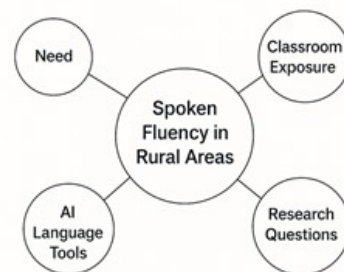 Need
Classroom
Exposure
Spoken
Fluency in
Rural Areas
AI
Language
Tools
Research
Questions